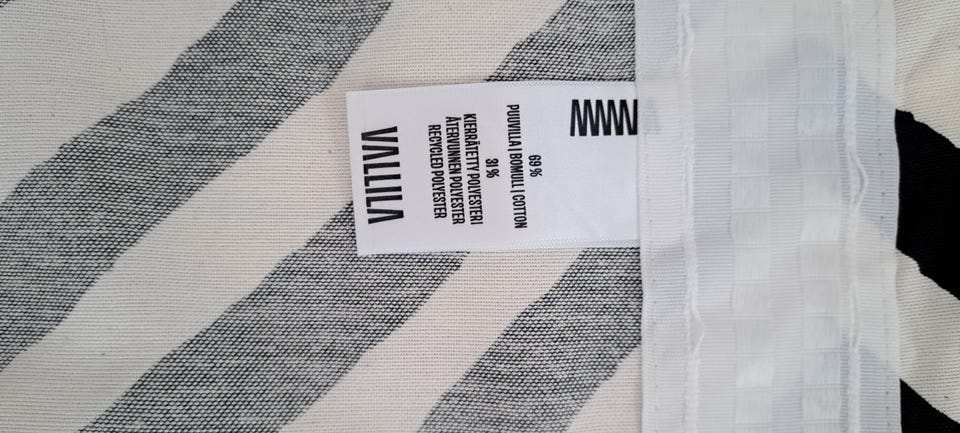 69 %
PUUVILLA | BOMULL | COTTON
31 %
KIERRÄTETTY POLYESTERI
ÅTERVUNNEN POLYESTER
RECYCLED POLYESTER
VALLILA